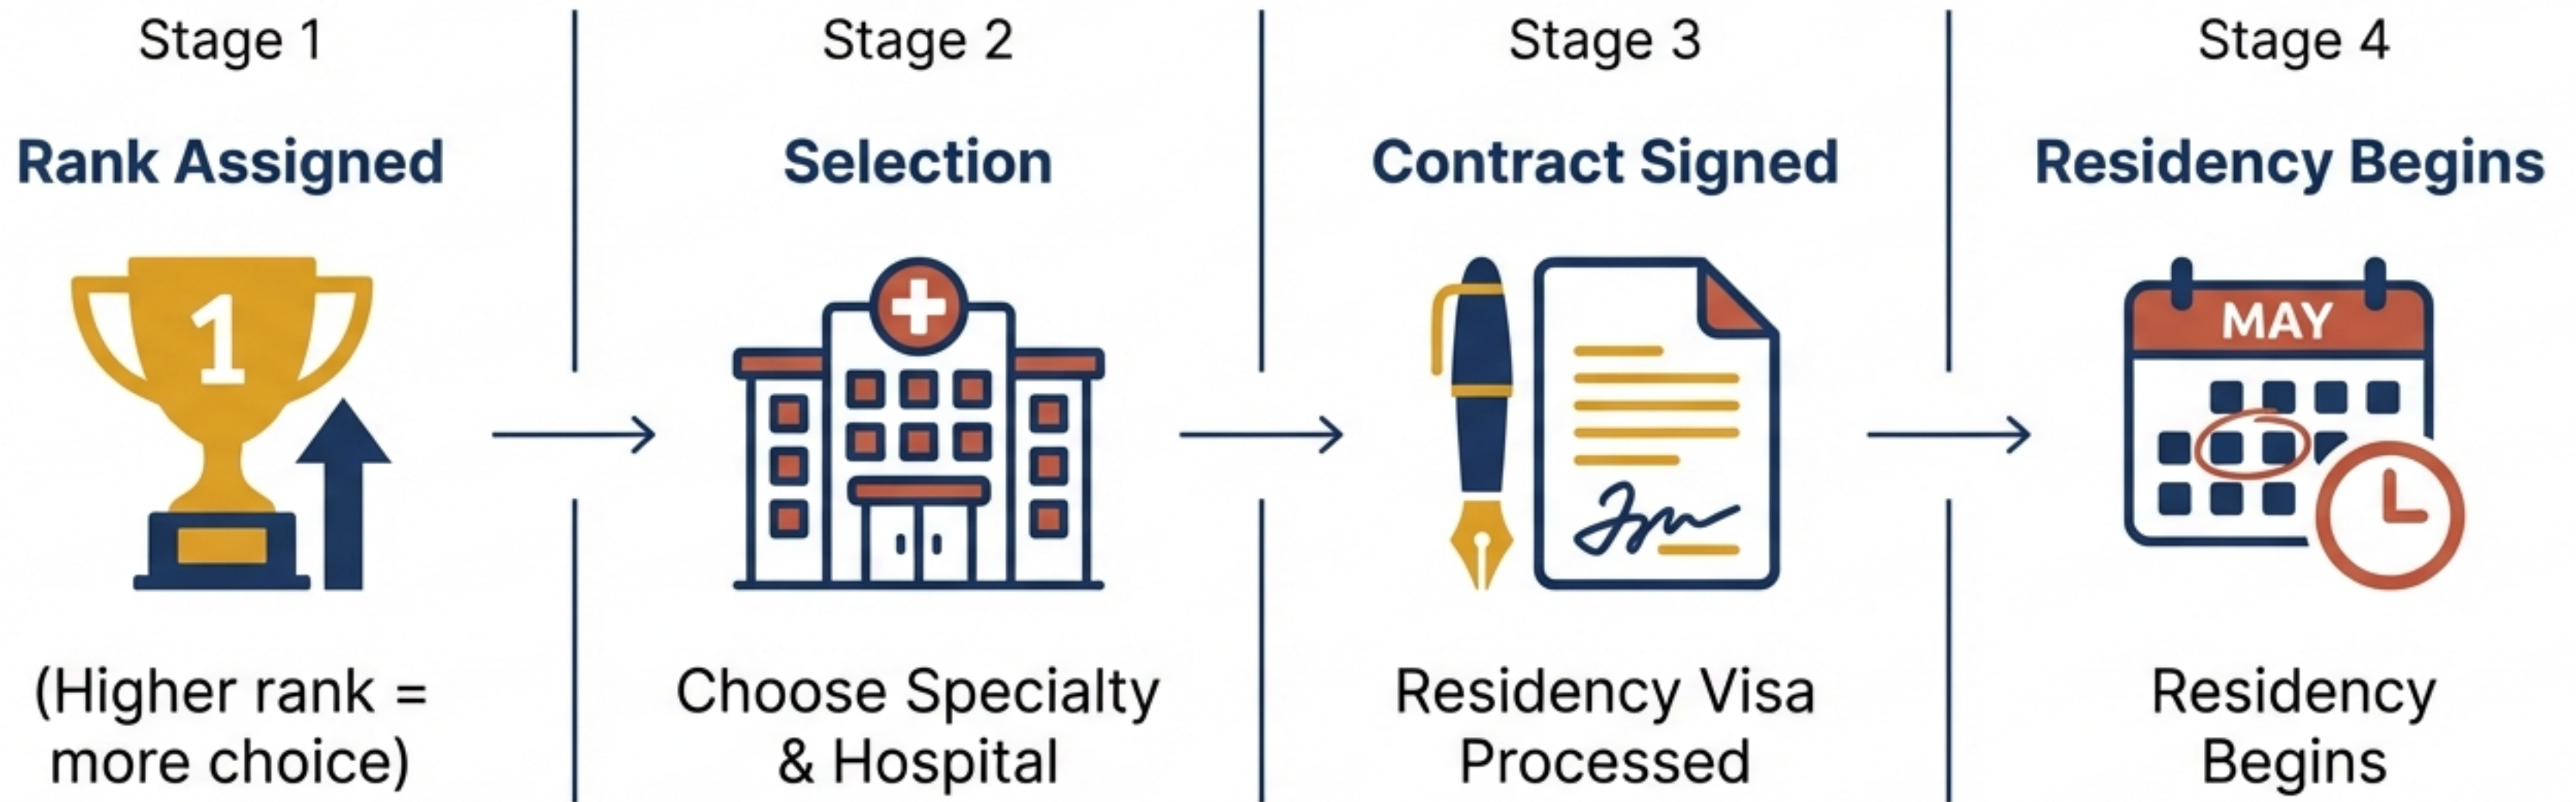 Stage 1
Rank Assigned
1
(Higher rank =
more choice)
Stage 2
Selection
Choose Specialty
& Hospital
Stage 3
Contract Signed
Residency Visa
Processed
Stage 4
Residency Begins
MAY
Residency
Begins